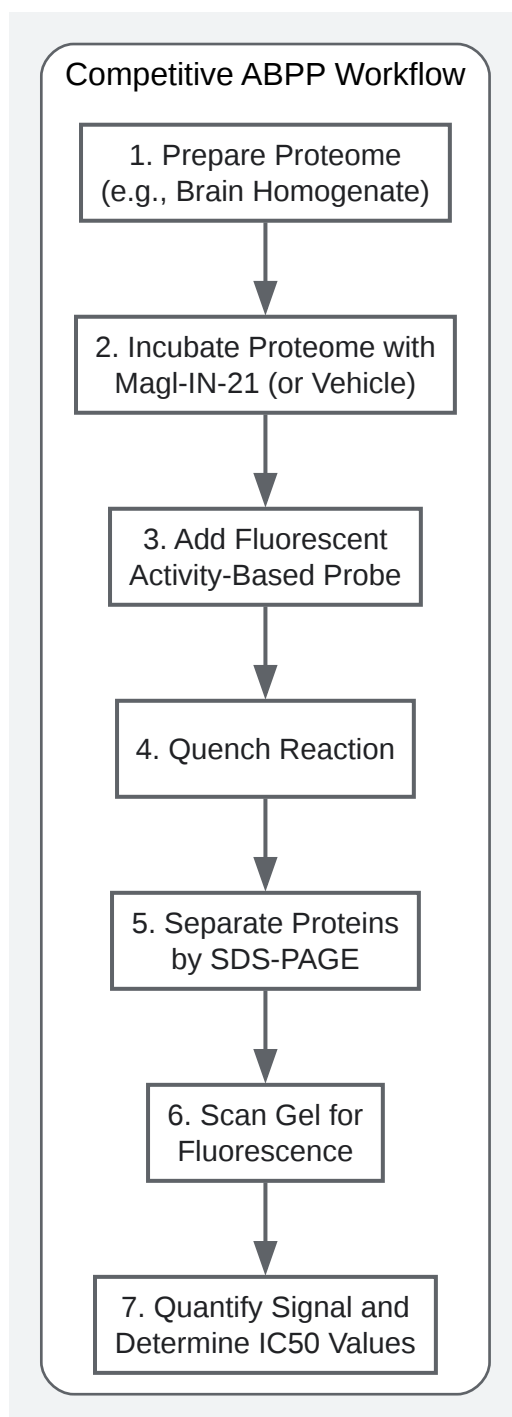 Competitive ABPP Workflow
1. Prepare Proteome
(e.g., Brain Homogenate)
2. Incubate Proteome with
Magl-IN-21 (or Vehicle)
3. Add Fluorescent
Activity-Based Probe
4. Quench Reaction
5. Separate Proteins
by SDS-PAGE
6. Scan Gel for
Fluorescence
7. Quantify Signal and
Determine IC50 Values